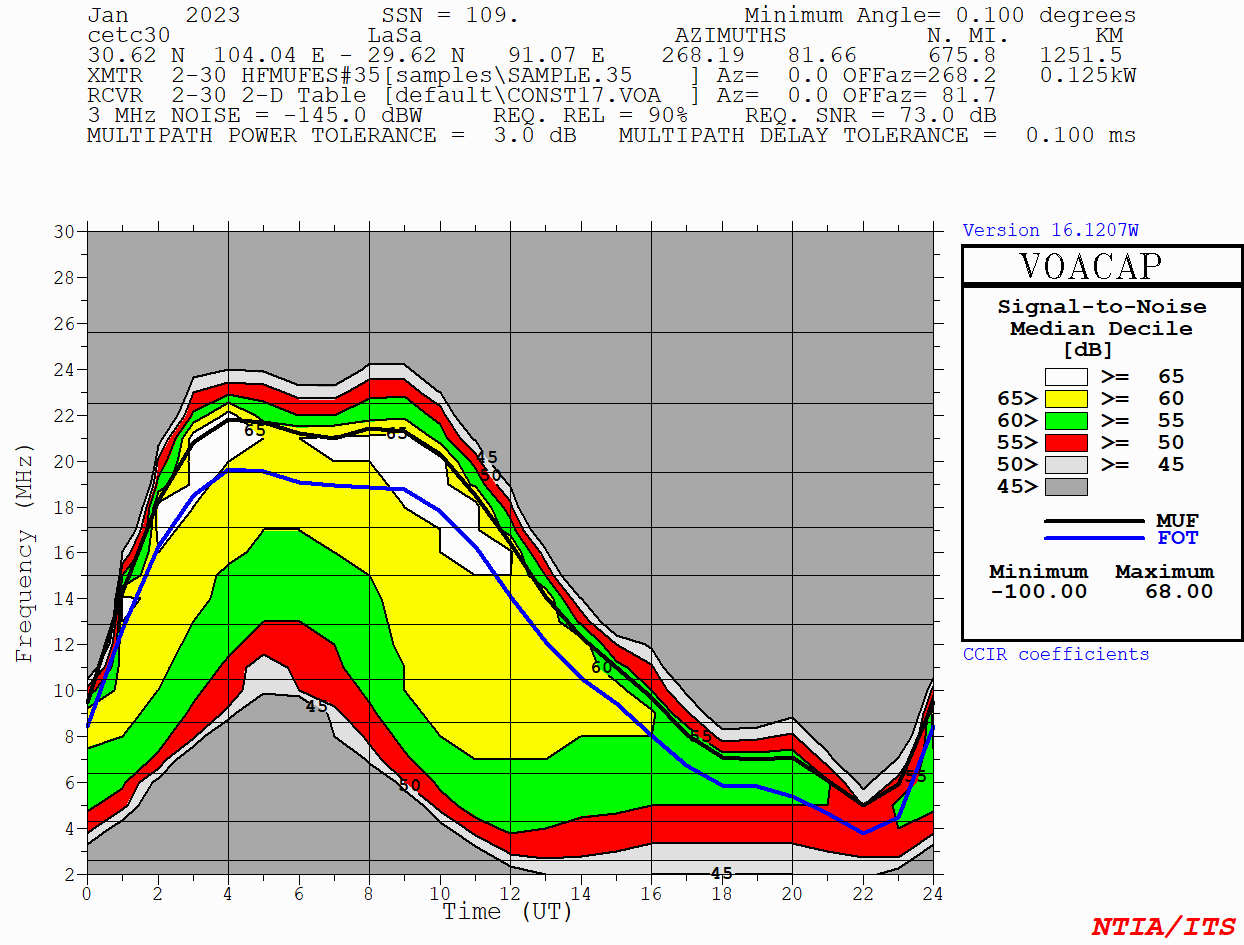 Jan    2023          SSN = 109.                Minimum Angle= 0.100 degrees
cetc30              LaSa                  AZIMUTHS          N. MI.      KM
30.62 N  104.04 E - 29.62 N   91.07 E    268.19   81.66     675.8   1251.5
XMTR  2-30 HFMUFES#35[samples\SAMPLE.35    ] Az=  0.0 OFFaz=268.2   0.125kW
RCVR  2-30 2-D Table [default\CONST17.VOA  ] Az=  0.0 OFFaz= 81.7
3 MHz NOISE = -145.0 dBW     REQ. REL = 90%    REQ. SNR = 73.0 dB
MULTIPATH POWER TOLERANCE =  3.0 dB   MULTIPATH DELAY TOLERANCE =  0.100 ms
Frequency (MHz)
30
28
26
24
22
20
18
16
14
12
10
8
6
4
2
0 2 4 6 8 10 12 14 16 18 20 22 24
Time (UT)
65
65
45
50
60
45
55
50
55
45
Version 16.1207W
VOACAP
Signal-to-Noise
Median Decile
[dB]
>= 65
65> >= 60
60> >= 55
55> >= 50
50> >= 45
45>
MUF
FOT
Minimum Maximum
-100.00 68.00
CCIR coefficients
NTIA/ITS